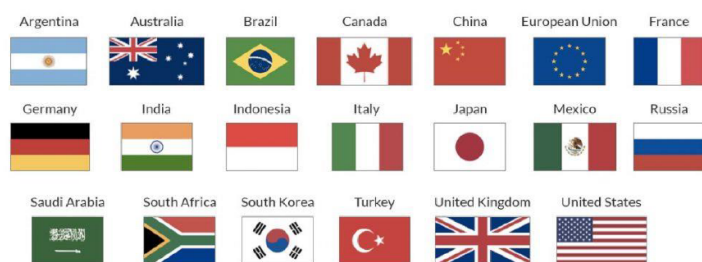 Argentina Australia Brazil Canada China European Union France
Germany India Indonesia Italy Japan Mexico Russia
Saudi Arabia South Africa South Korea Turkey United Kingdom United States